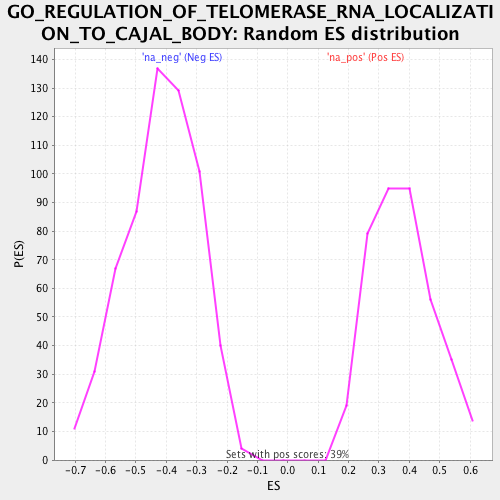 GO_REGULATION_OF_TELOMERASE_RNA_LOCALIZATI
ON_TO_CAJAL_BODY: Random ES distribution
'na_neg' (Neg ES)
'na_pos' (Pos ES)
140
130
120
110
100
90
80
70
60
50
40
30
20
10
0
P(ES)
Sets with pos scores: 39%
-0.7 -0.6 -0.5 -0.4 -0.3 -0.2 -0.1 0.0 0.1 0.2 0.3 0.4 0.5 0.6
ES